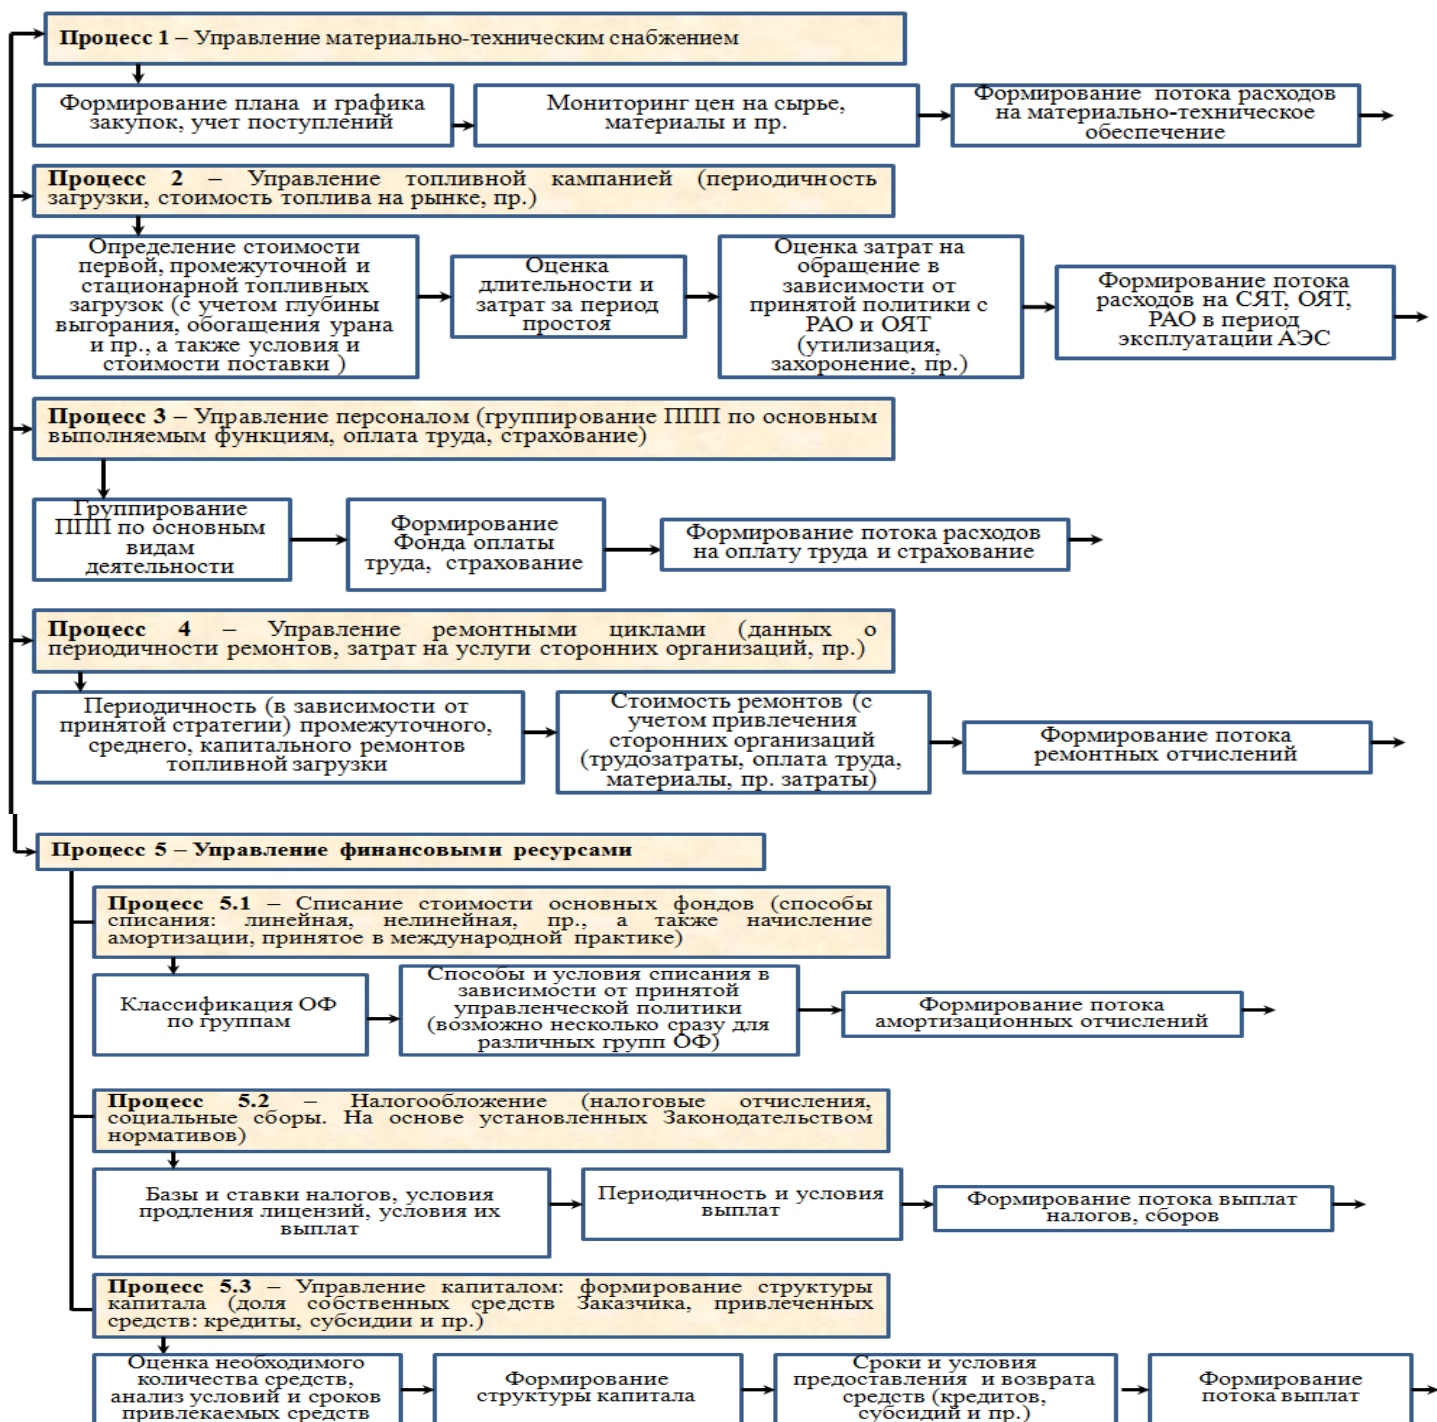 Процесс 1 – Управление материально-техническим снабжением
Формирование плана и графика
закупок, учет поступлений
Мониторинг цен на сырье,
материалы и пр.
Формирование потока расходов
на материально-техническое
обеспечение
Процесс 2 – Управление топливной кампанией (периодичность
загрузки, стоимость топлива на рынке, пр.)
Определение стоимости
первой, промежуточной и
стационарной топливных
загрузок (с учетом глубины
выгорания, обогащения урана
и пр., а также условия и
стоимости поставки )
Оценка
длительности и
затрат за период
простоя
Оценка затрат на
обращение в
зависимости от
принятой политики с
РАО и ОЯТ
(утилизация,
захоронение, пр.)
Формирование потока
расходов на СЯТ, ОЯТ,
РАО в период
эксплуатации АЭС
Процесс 3 – Управление персоналом (группирование ППП по основным
выполняемым функциям, оплата труда, страхование)
Группирование
ППП по основным
видам
деятельности
Формирование
Фонда оплаты
труда, страхование
Формирование потока расходов
на оплату труда и страхование
Процесс 4 – Управление ремонтными циклами (данных о
периодичности ремонтов, затрат на услуги сторонних организаций, пр.)
Периодичность (в зависимости от
принятой стратегии) промежуточного,
среднего, капитального ремонтов
топливной загрузки
Стоимость ремонтов (с
учетом привлечения
сторонних организаций
(трудозатраты, оплата труда,
материалы, пр. затраты)
Формирование потока
ремонтных отчислений
Процесс 5 – Управление финансовыми ресурсами
Процесс 5.1 – Списание стоимости основных фондов (способы
списания: линейная, нелинейная, пр., а также начисление
амортизации, принятое в международной практике)
Классификация ОФ
по группам
Способы и условия списания в
зависимости от принятой
управленческой политики
(возможно несколько сразу для
различных групп ОФ)
Формирование потока
амортизационных отчислений
Процесс 5.2 – Налогообложение (налоговые отчисления,
социальные сборы. На основе установленных Законодательством
нормативов)
Базы и ставки налогов, условия
продления лицензий, условия их
выплат
Периодичность и условия
выплат
Формирование потока выплат
налогов, сборов
Процесс 5.3 – Управление капиталом: формирование структуры
капитала (доля собственных средств Заказчика, привлеченных
средств: кредиты, субсидии и пр.)
Оценка необходимого
количества средств,
анализ условий и сроков
привлекаемых средств
Формирование
структуры капитала
Сроки и условия
предоставления и возврата
средств (кредитов,
субсидий и пр.)
Формирование
потока выплат